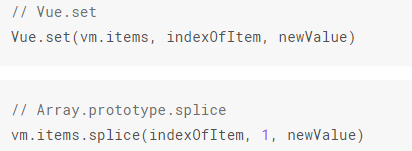 // Vue.set
Vue.set(vm.items, indexOfItem, newValue)
// Array.prototype.splice
vm.items.splice(indexOfItem, 1, newValue)